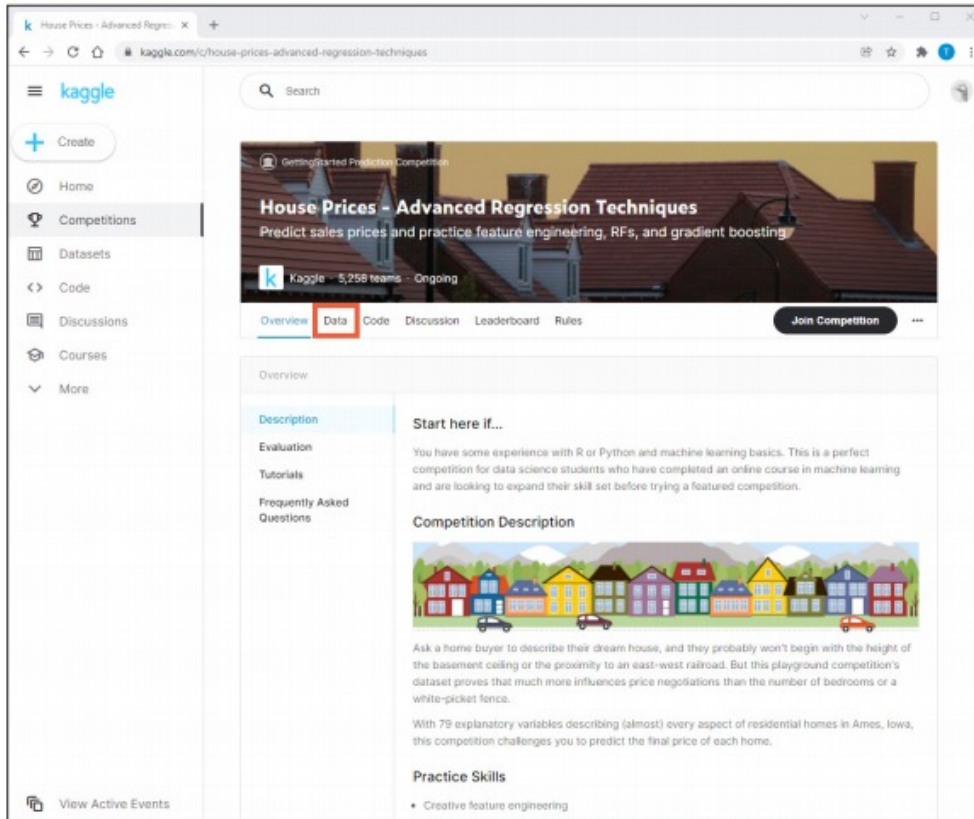 House Prices - Advanced Regres
kaggle.com/c/house-prices-advanced-regression-techniques
T
kaggle
Search
Create
Home
Competitions
Datasets
Code
Discussions
Courses
More
View Active Events
GettingStarted Prediction Competition
House Prices - Advanced Regression Techniques
Predict sales prices and practice feature engineering, RFs, and gradient boosting
k Kaggle · 5,258 teams · Ongoing
Overview Data Code Discussion Leaderboard Rules Join Competition ...
Overview
Description
Evaluation
Tutorials
Frequently Asked
Questions
Start here if...
You have some experience with R or Python and machine learning basics. This is a perfect
competition for data science students who have completed an online course in machine learning
and are looking to expand their skill set before trying a featured competition.
Competition Description
Ask a home buyer to describe their dream house, and they probably won't begin with the height of
the basement ceiling or the proximity to an east-west railroad. But this playground competition's
dataset proves that much more influences price negotiations than the number of bedrooms or a
white-picket fence.
With 79 explanatory variables describing (almost) every aspect of residential homes in Ames, Iowa,
this competition challenges you to predict the final price of each home.
Practice Skills
• Creative feature engineering